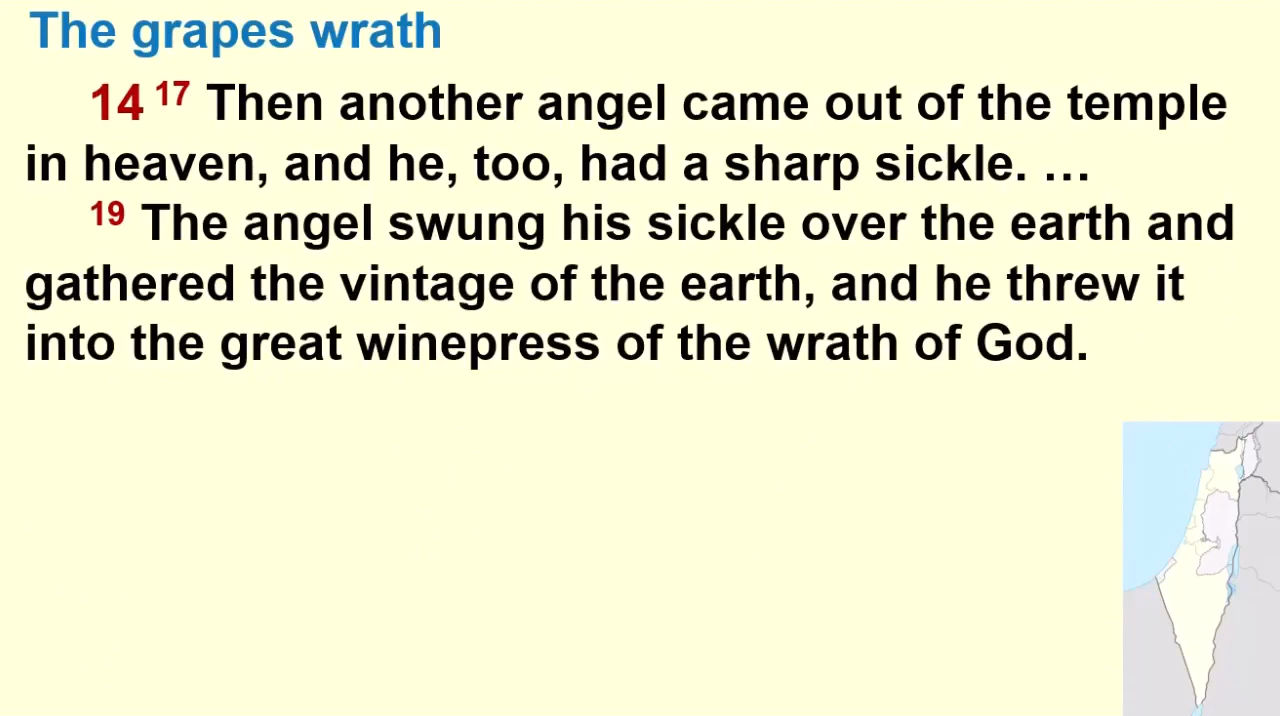 The grapes wrath
14 17 Then another angel came out of the temple
in heaven, and he, too, had a sharp sickle. …
19 The angel swung his sickle over the earth and
gathered the vintage of the earth, and he threw it
into the great winepress of the wrath of God.